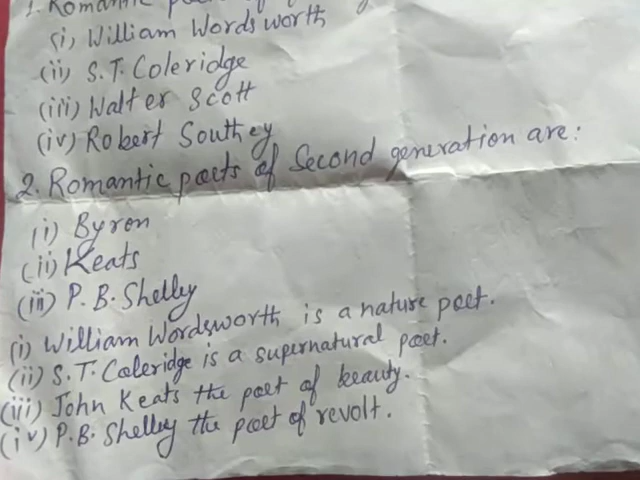 1. Romantic
(i) William Wordsworth
(ii) S.T. Coleridge
(iii) Walter Scott
(iv) Robert Southey
2. Romantic poets of Second generation are:
(i) Byron
(ii) Keats
(iii) P.B. Shelly
(i) William Wordsworth is a nature poet.
(ii) S.T. Coleridge is a supernatural poet.
(iii) John Keats the poet of beauty.
(iv) P.B. Shelley the poet of revolt.